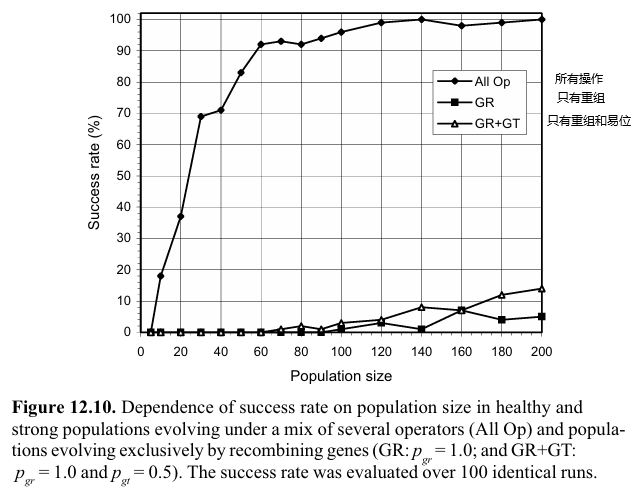 100
90
80
70
60
50
40
30
20
10
0
Success rate (%)
All Op
GR
GR+GT
所有操作
只有重组
只有重组和易位
0 20 40 60 80 100 120 140 160 180 200
Population size
Figure 12.10. Dependence of success rate on population size in healthy and
strong populations evolving under a mix of several operators (All Op) and popula-
tions evolving exclusively by recombining genes (GR: pgr = 1.0; and GR+GT:
pgr = 1.0 and pgt = 0.5). The success rate was evaluated over 100 identical runs.